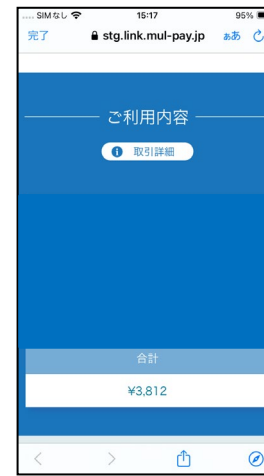 .... SIMなし 15:17 95%
完了 stg.link.mul-pay.jp ぁあ
ご利用内容
取引詳細
合計
¥3,812